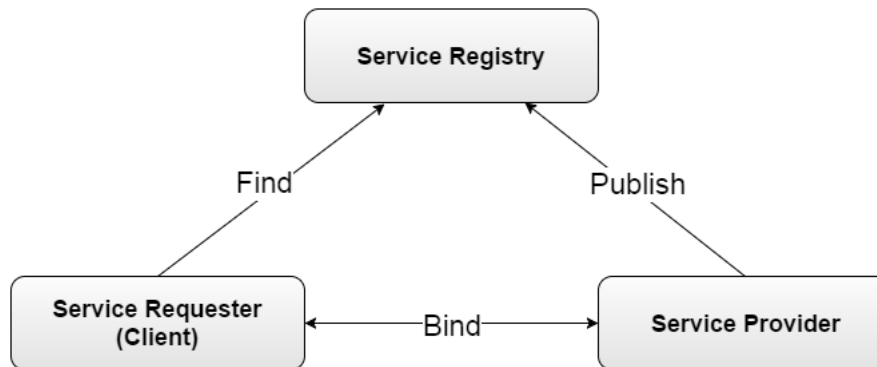 Service Registry
Find
Publish
Service Requester
(Client)
Bind
Service Provider